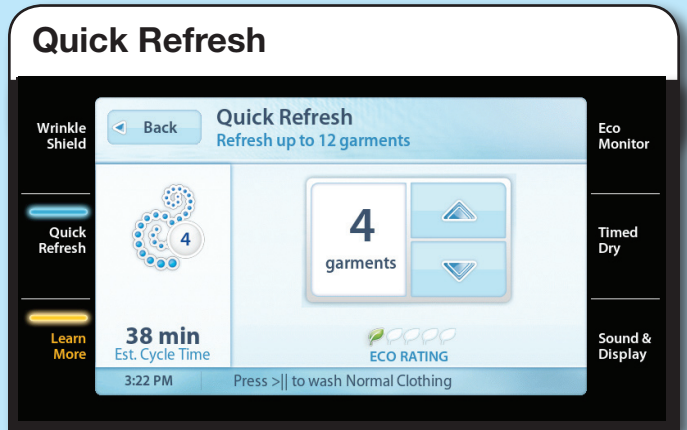 Quick Refresh
Wrinkle
Shield
Quick
Refresh
Learn
More
Back
Quick Refresh
Refresh up to 12 garments
4
38 min
Est. Cycle Time
4
garments
ECO RATING
3:22 PM
Press >|| to wash Normal Clothing
Eco
Monitor
Timed
Dry
Sound &
Display